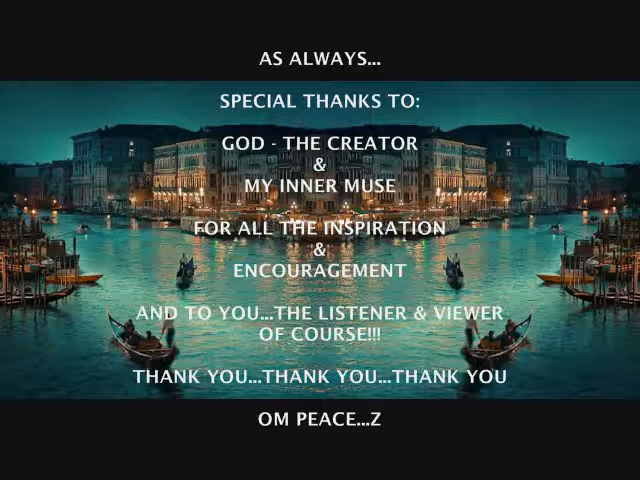 AS ALWAYS...
SPECIAL THANKS TO:
GOD - THE CREATOR
&
MY INNER MUSE
FOR ALL THE INSPIRATION
&
ENCOURAGEMENT
AND TO YOU...THE LISTENER & VIEWER
OF COURSE!!!
THANK YOU...THANK YOU...THANK YOU
OM PEACE...Z